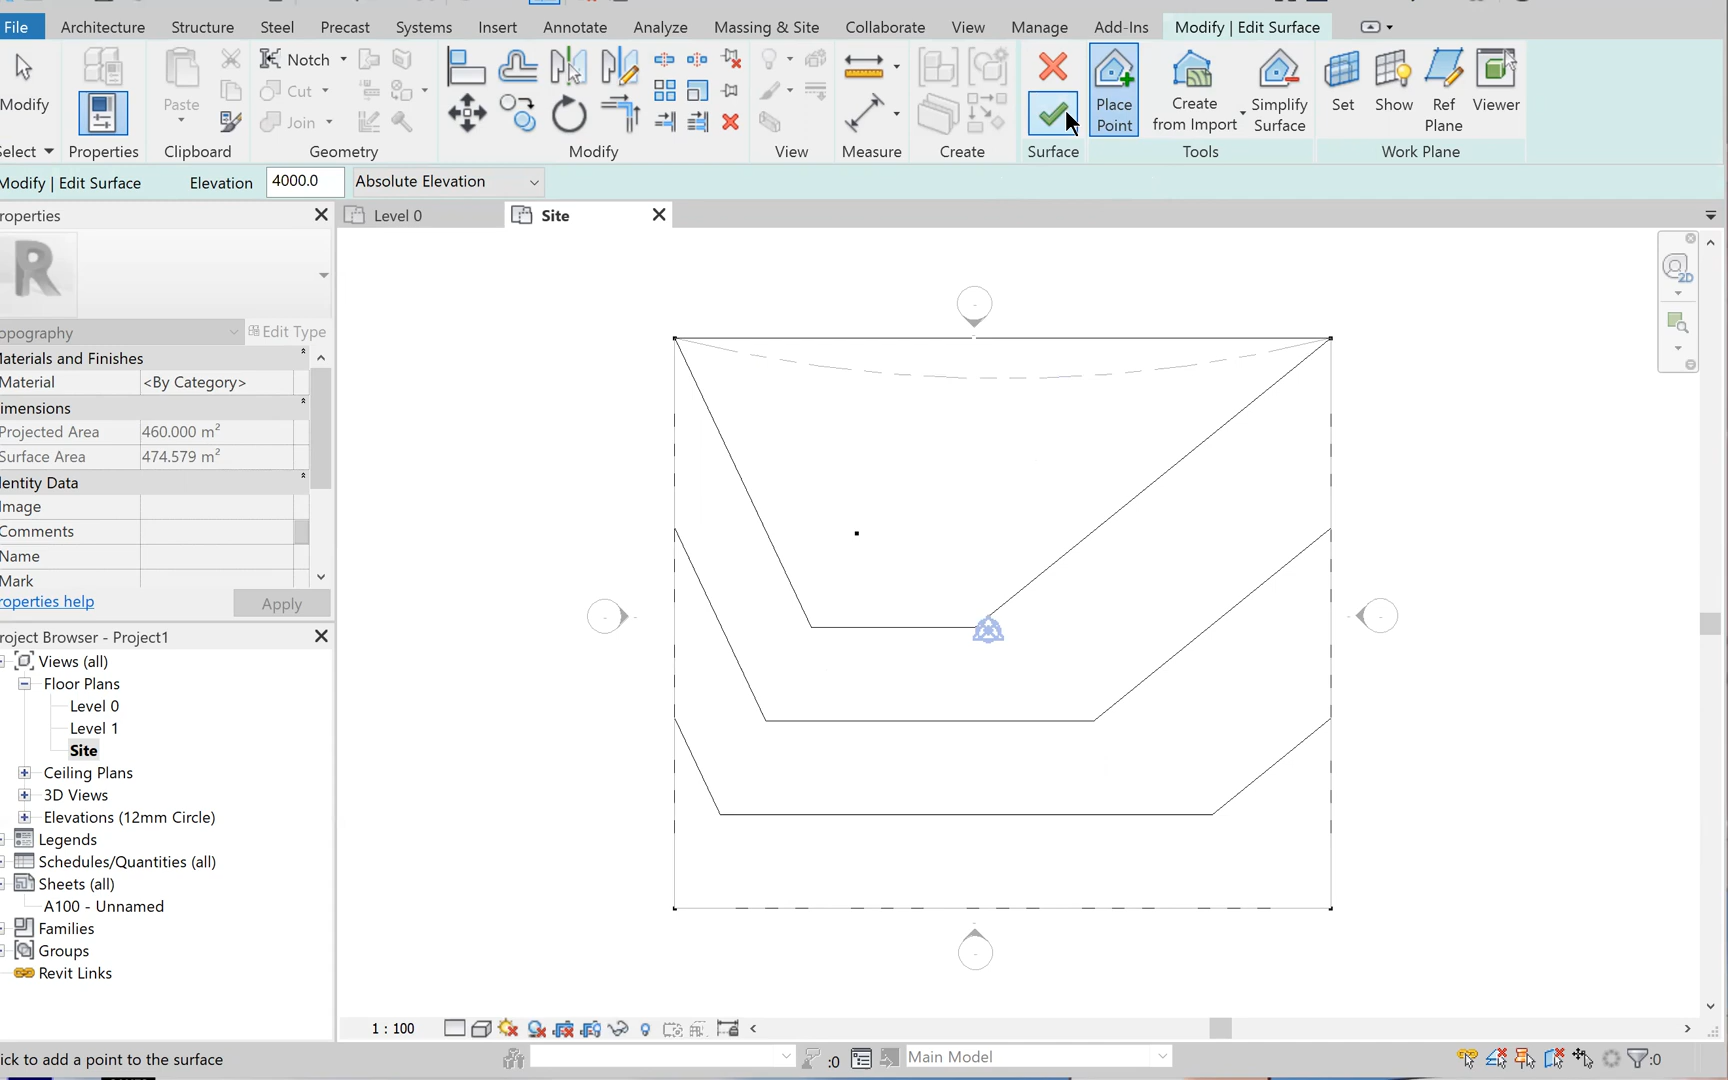 File Architecture Structure Steel Precast Systems Insert Annotate Analyze Massing & Site Collaborate View Manage Add-Ins Modify | Edit Surface
Modify
Select
Properties
Paste
Clipboard
Notch
Cut
Join
Geometry
Modify
View
Measure
Create
Surface
Place Point
Create from Import
Simplify Surface
Tools
Set
Show
Ref Plane
Viewer
Work Plane
Modify | Edit Surface Elevation 4000.0 Absolute Elevation
roperties
Level 0
Site
R
opography
Edit Type
aterials and Finishes
Material <By Category>
imensions
Projected Area 460.000 m²
Surface Area 474.579 m²
dentity Data
Image
Comments
Name
Mark
roperties help
Apply
roject Browser - Project1
Views (all)
Floor Plans
Level 0
Level 1
Site
Ceiling Plans
3D Views
Elevations (12mm Circle)
Legends
Schedules/Quantities (all)
Sheets (all)
A100 - Unnamed
Families
Groups
Revit Links
2D
1 : 100
ick to add a point to the surface
:0
Main Model
:0